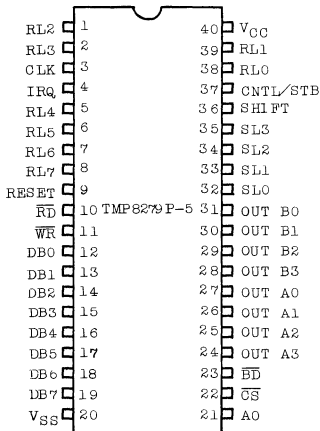 RL2 1 40 VCC
RL3 2 39 RL1
CLK 3 38 RL0
IRQ 4 37 CNTL/STB
RL4 5 36 SHIFT
RL5 6 35 SL3
RL6 7 34 SL2
RL7 8 33 SL1
RESET 9 32 SL0
R̅D̅ 10 TMP8279P-5 31 OUT B0
W̅R̅ 11 30 OUT B1
DB0 12 29 OUT B2
DB1 13 28 OUT B3
DB2 14 27 OUT A0
DB3 15 26 OUT A1
DB4 16 25 OUT A2
DB5 17 24 OUT A3
DB6 18 23 B̅D̅
DB7 19 22 C̅S̅
VSS 20 21 A0